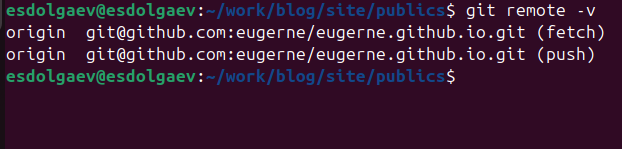 esdolgaev@esdolgaev:~/work/blog/site/publics$ git remote -v
origin  git@github.com:eugerne/eugerne.github.io.git (fetch)
origin  git@github.com:eugerne/eugerne.github.io.git (push)
esdolgaev@esdolgaev:~/work/blog/site/publics$